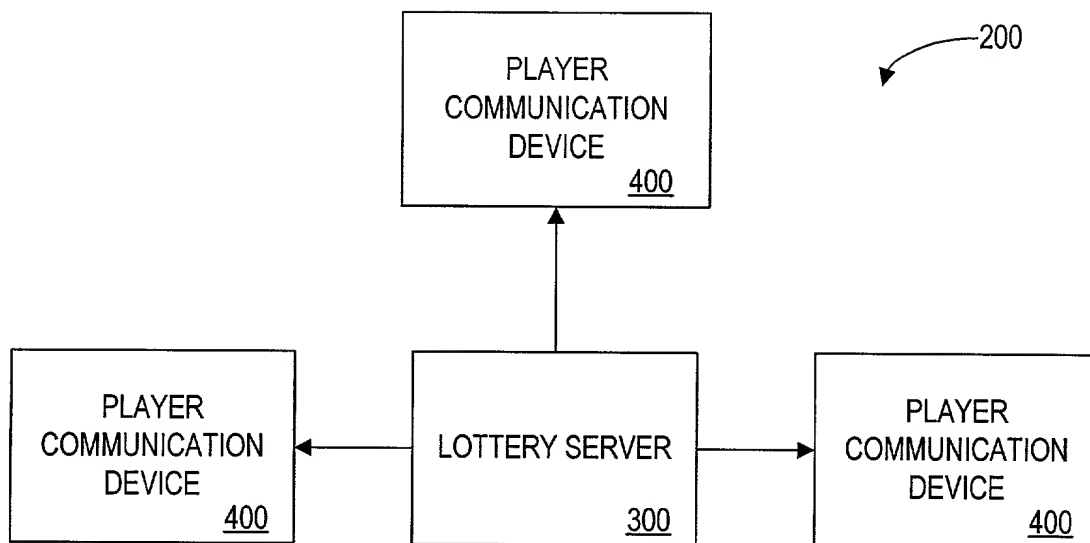 PLAYER
COMMUNICATION
DEVICE
400
200
PLAYER
COMMUNICATION
DEVICE
400
LOTTERY SERVER
300
PLAYER
COMMUNICATION
DEVICE
400